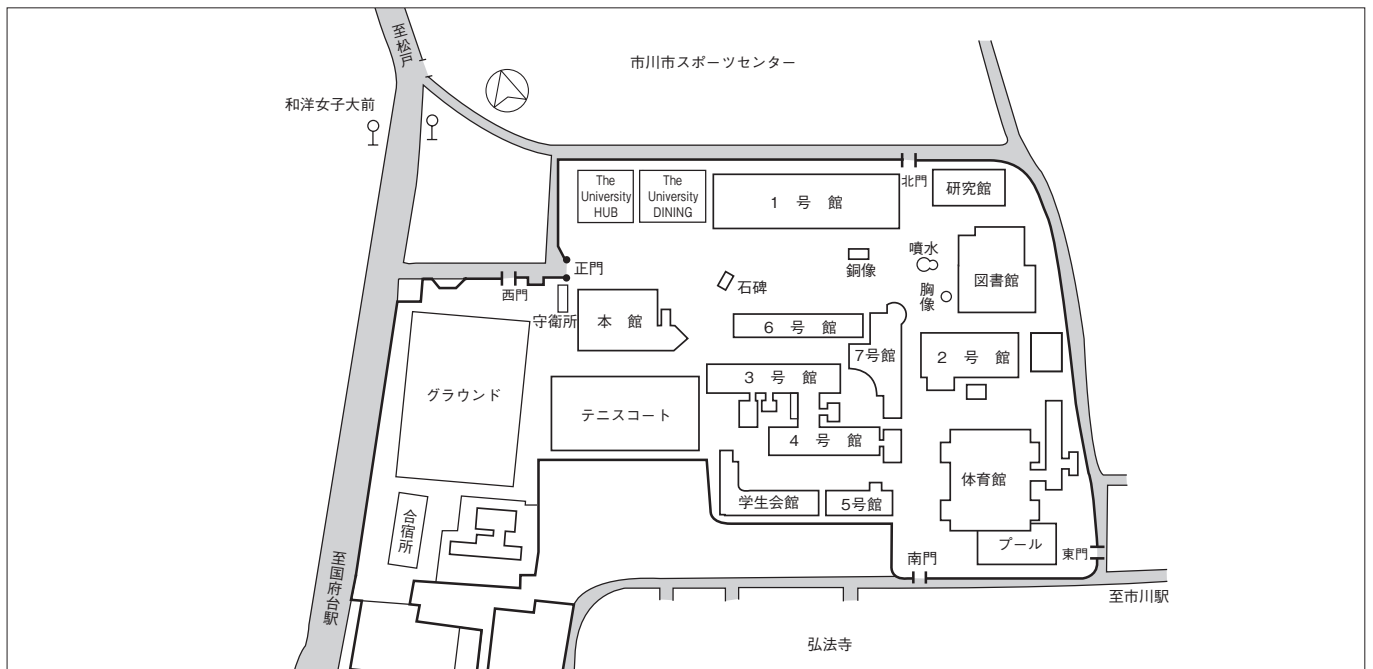 至松戸
市川市スポーツセンター
和洋女子大前
北門
The
University
HUB
The
University
DINING
1 号 館
研究館
噴水
銅像
図書館
正門
石碑
胸像
西門
守衛所
本 館
6 号 館
7号館
2 号 館
3 号 館
グラウンド
テニスコート
4 号 館
体育館
学生会館
5号館
合宿所
プール
東門
南門
至国府台駅
至市川駅
弘法寺